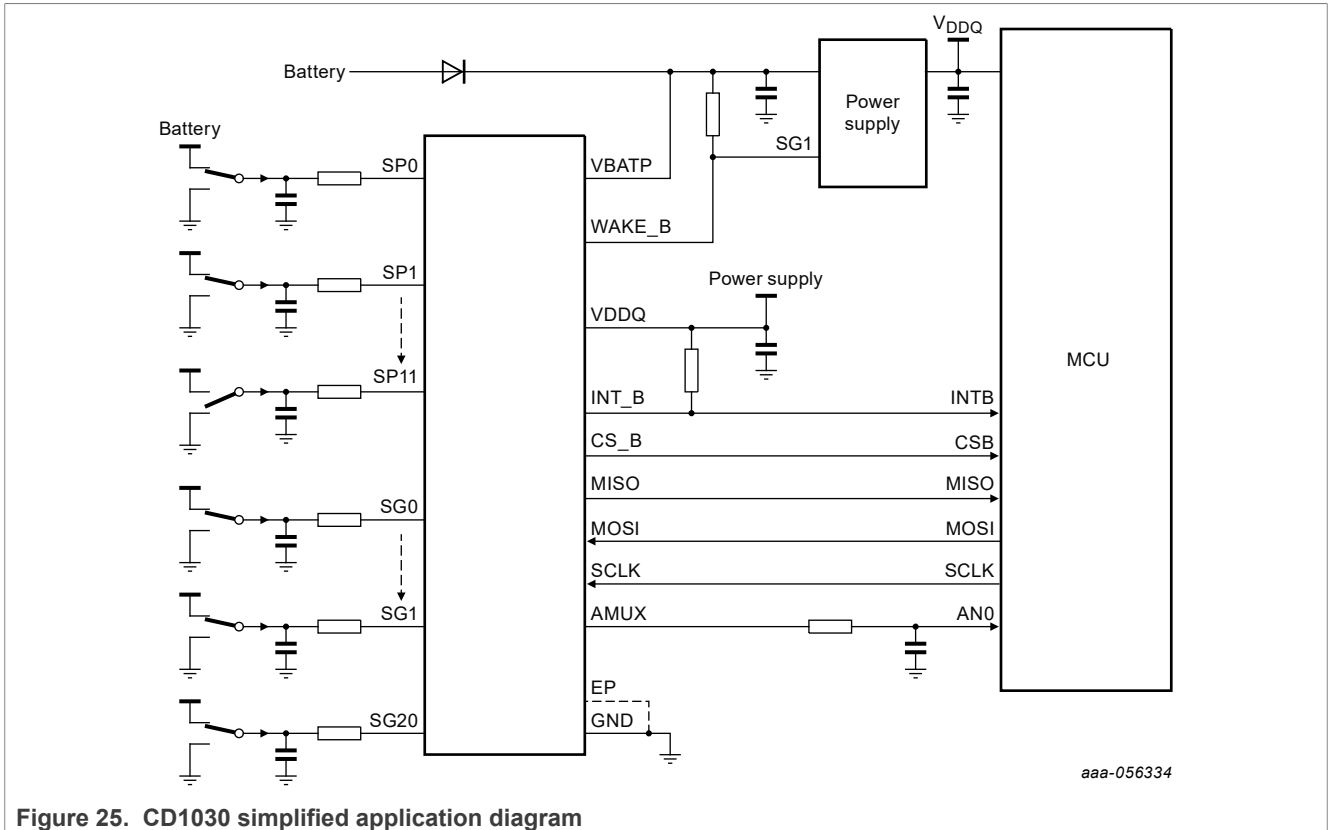 VDDQ
Battery
Power
supply
Battery
SG1
SP0
VBATP
WAKE_B
SP1
Power supply
VDDQ
MCU
SP11
INT_B
INTB
CS_B
CSB
MISO
MISO
SG0
MOSI
MOSI
SCLK
SCLK
SG1
AMUX
AN0
EP
SG20
GND
aaa-056334
Figure 25. CD1030 simplified application diagram